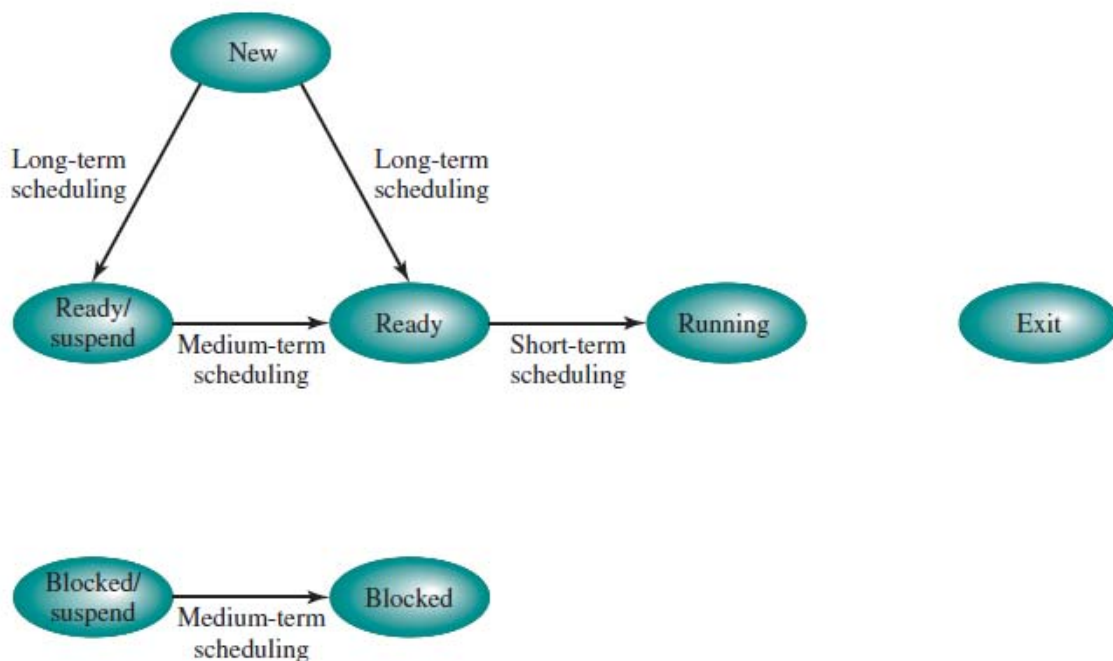 New
Long-term
scheduling
Long-term
scheduling
Ready/
suspend
Medium-term
scheduling
Ready
Short-term
scheduling
Running
Exit
Blocked/
suspend
Medium-term
scheduling
Blocked